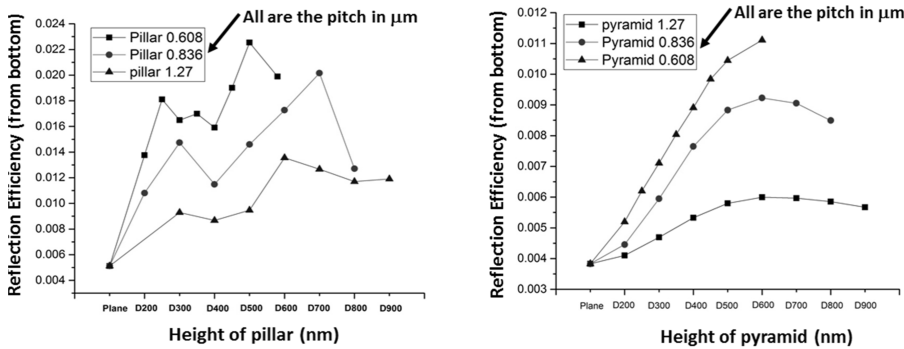 All are the pitch in μm
Pillar 0.608
Pillar 0.836
pillar 1.27
Reflection Efficiency (from bottom)
0.024
0.022
0.020
0.018
0.016
0.014
0.012
0.010
0.008
0.006
0.004
Plane D200 D300 D400 D500 D600 D700 D800 D900
Height of pillar (nm)
All are the pitch in μm
pyramid 1.27
Pyramid 0.836
Pyramid 0.608
Reflection Efficiency (from bottom)
0.012
0.011
0.010
0.009
0.008
0.007
0.006
0.005
0.004
0.003
Plane D200 D300 D400 D500 D600 D700 D800 D900
Height of pyramid (nm)